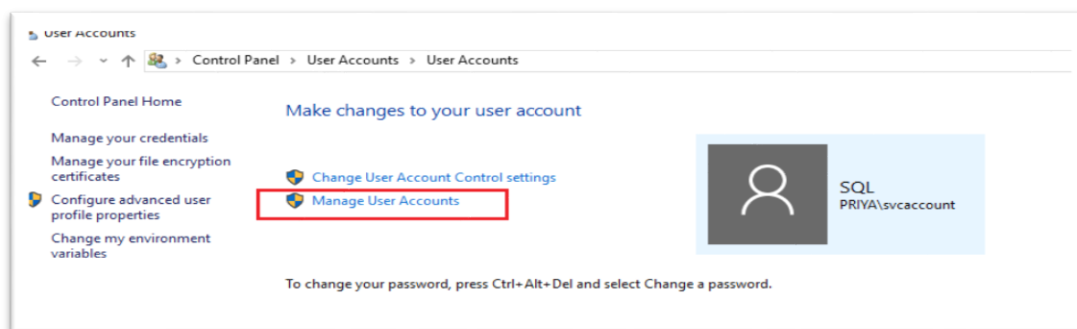 User Accounts
Control Panel > User Accounts > User Accounts
Control Panel Home
Manage your credentials
Manage your file encryption
certificates
Configure advanced user
profile properties
Change my environment
variables
Make changes to your user account
Change User Account Control settings
Manage User Accounts
SQL
PRIYA\svcaccount
To change your password, press Ctrl+Alt+Del and select Change a password.